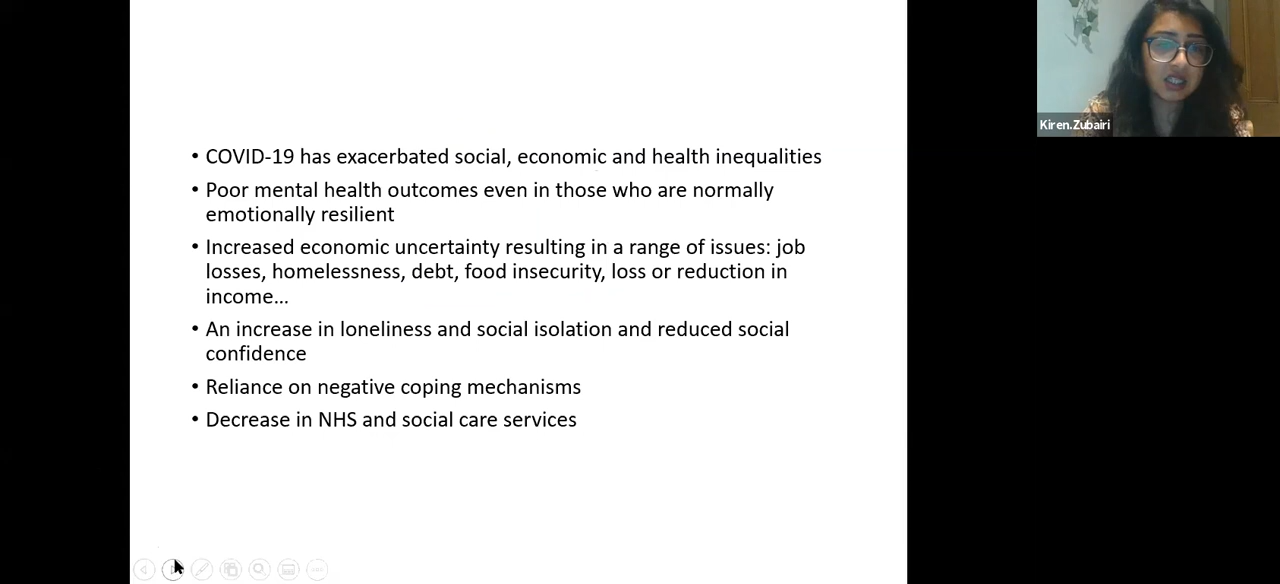 • COVID-19 has exacerbated social, economic and health inequalities
• Poor mental health outcomes even in those who are normally
emotionally resilient
• Increased economic uncertainty resulting in a range of issues: job
losses, homelessness, debt, food insecurity, loss or reduction in
income...
• An increase in loneliness and social isolation and reduced social
confidence
• Reliance on negative coping mechanisms
• Decrease in NHS and social care services
Kiren.Zubairi